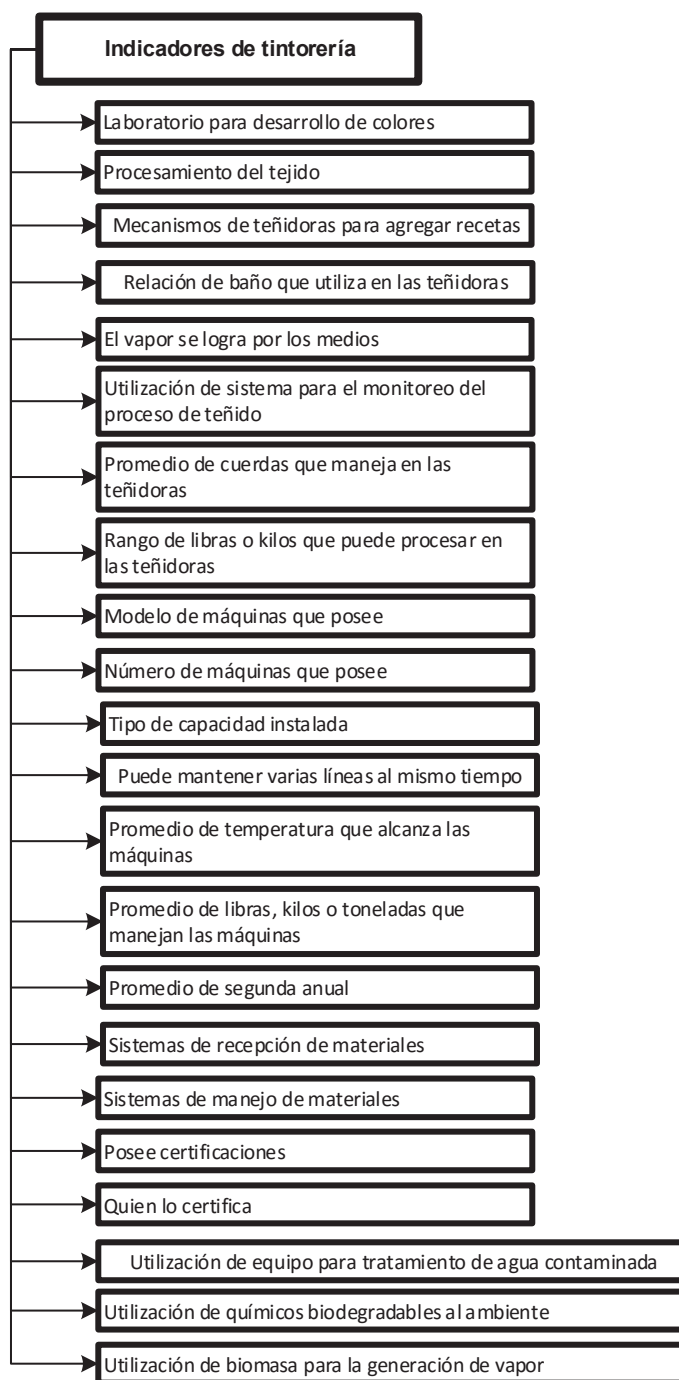 Indicadores de tintorería
Laboratorio para desarrollo de colores
Procesamiento del tejido
Mecanismos de teñidoras para agregar recetas
Relación de baño que utiliza en las teñidoras
El vapor se logra por los medios
Utilización de sistema para el monitoreo del
proceso de teñido
Promedio de cuerdas que maneja en las
teñidoras
Rango de libras o kilos que puede procesar en
las teñidoras
Modelo de máquinas que posee
Número de máquinas que posee
Tipo de capacidad instalada
Puede mantener varias líneas al mismo tiempo
Promedio de temperatura que alcanza las
máquinas
Promedio de libras, kilos o toneladas que
manejan las máquinas
Promedio de segunda anual
Sistemas de recepción de materiales
Sistemas de manejo de materiales
Posee certificaciones
Quien lo certifica
Utilización de equipo para tratamiento de agua contaminada
Utilización de químicos biodegradables al ambiente
Utilización de biomasa para la generación de vapor